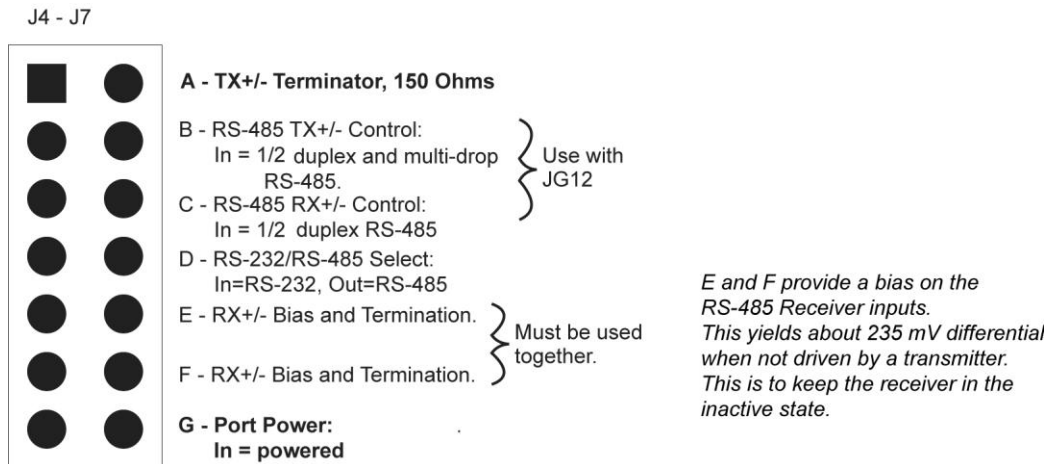 J4 - J7
A - TX+/- Terminator, 150 Ohms
B - RS-485 TX+/- Control:
In = 1/2 duplex and multi-drop
RS-485.
C - RS-485 RX+/- Control:
In = 1/2 duplex RS-485
Use with
JG12
D - RS-232/RS-485 Select:
In=RS-232, Out=RS-485
E - RX+/- Bias and Termination.
F - RX+/- Bias and Termination.
Must be used
together.
G - Port Power:
In = powered
E and F provide a bias on the
RS-485 Receiver inputs.
This yields about 235 mV differential
when not driven by a transmitter.
This is to keep the receiver in the
inactive state.